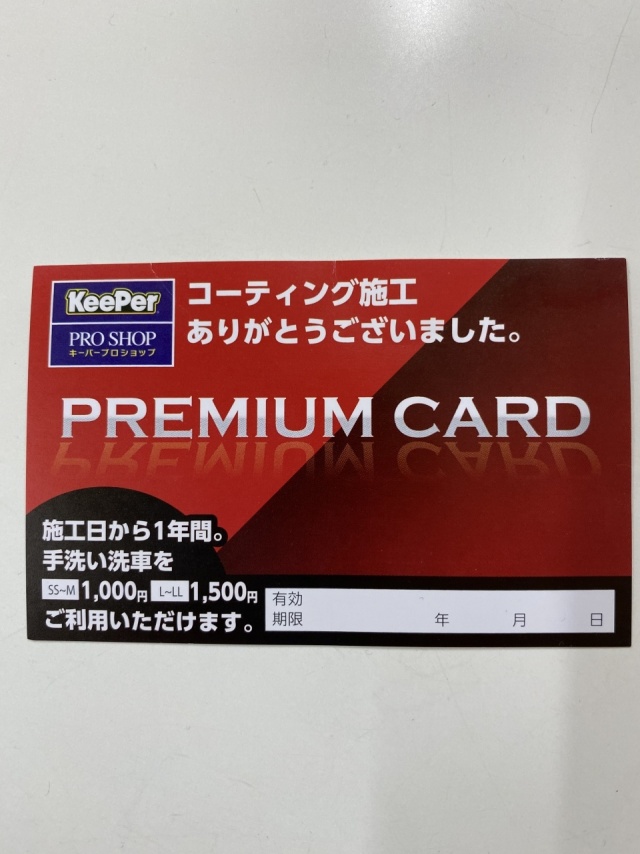 KeePer
PRO SHOP
キーパープロショップ
コーティング施工
ありがとうございました。
PREMIUM CARD
施工日から1年間。
手洗い洗車を
SS~M 1,000円 L~LL 1,500円
ご利用いただけます。
有効
期限 年 月 日